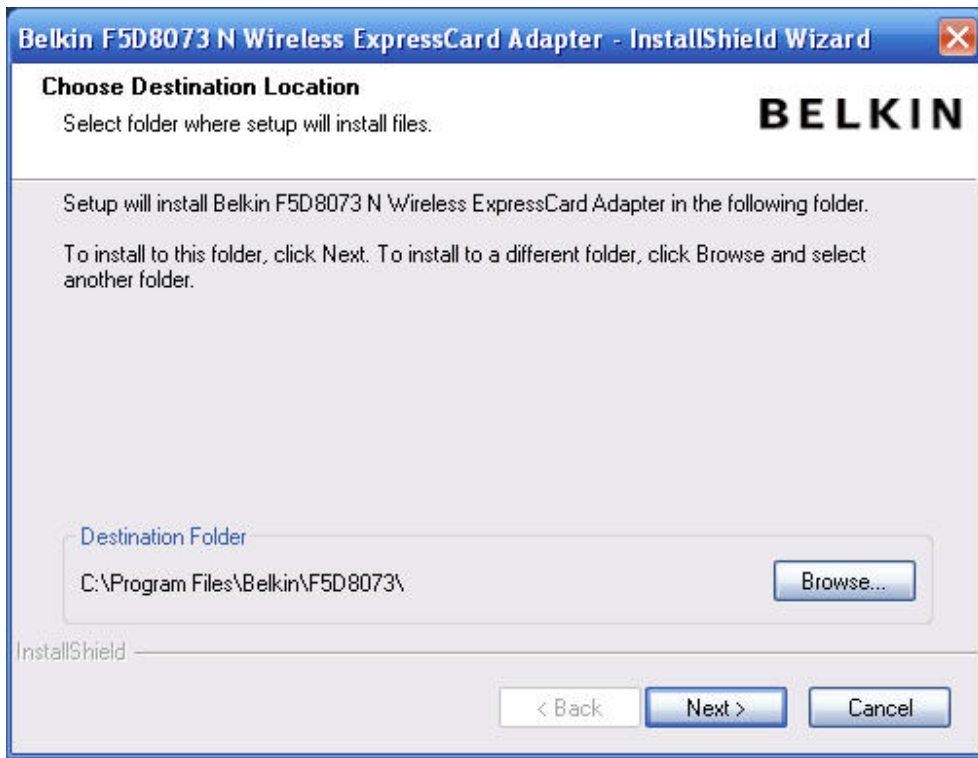 Belkin F5D8073 N Wireless ExpressCard Adapter - InstallShield Wizard
Choose Destination Location
Select folder where setup will install files.
BELKIN
Setup will install Belkin F5D8073 N Wireless ExpressCard Adapter in the following folder.
To install to this folder, click Next. To install to a different folder, click Browse and select
another folder.
Destination Folder
C:\Program Files\Belkin\F5D8073\
Browse...
InstallShield
< Back
Next >
Cancel